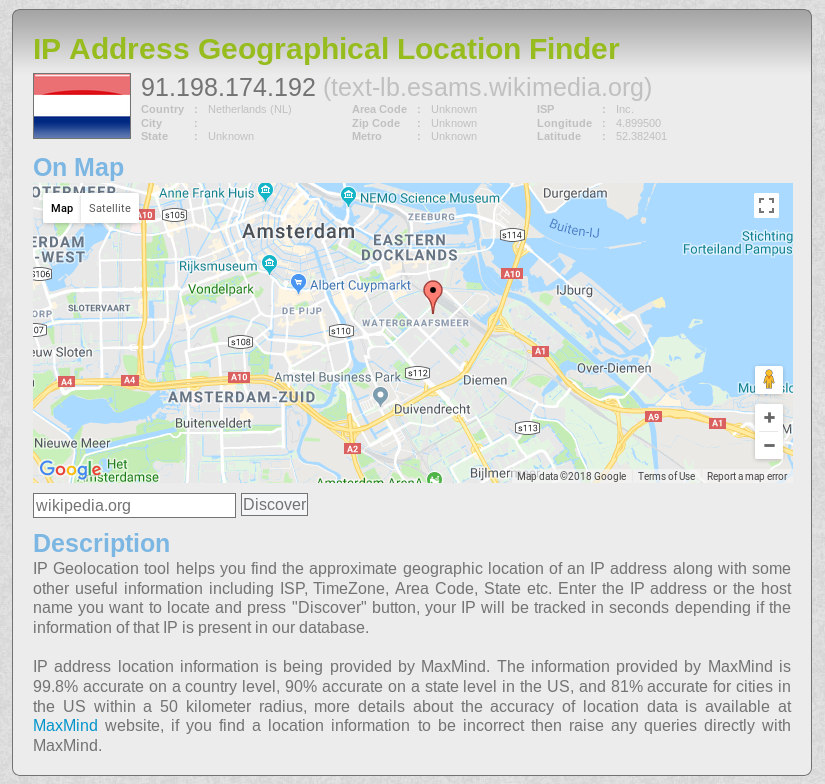 IP Address Geographical Location Finder
91.198.174.192 (text-lb.esams.wikimedia.org)
Country : Netherlands (NL) Area Code : Unknown ISP : Inc.
City : Zip Code : Unknown Longitude : 4.899500
State : Unknown Metro : Unknown Latitude : 52.382401
On Map
Map Satellite
OTERMEER
Anne Frank Huis
NEMO Science Museum
Durgerdam
A10
s105
ZEEBURG
Buiten-IJ
Amsterdam
s114
EASTERN
DOCKLANDS
Stichting
Forteiland Pampus
ERDAM
-WEST
s106
Rijksmuseum
A10
Vondelpark
Albert Cuypmarkt
IJburg
SLOTERVAART
DE PIJP
ORP
WATERGRAAFSMEER
07
s110
s108
euw Sloten
A1
Over-Diemen
A4
A4
A10
Amstel Business Park
s112
Diemen
AMSTERDAM-ZUID
Duivendrecht
Buitenveldert
A9
A1
s113
Nieuwe Meer
A2
Google
Het
Amsterdamse
Amsterdam ArenA
Bijlmer
Map data ©2018 Google Terms of Use Report a map error
wikipedia.org Discover
Description
IP Geolocation tool helps you find the approximate geographic location of an IP address along with some
other useful information including ISP, TimeZone, Area Code, State etc. Enter the IP address or the host
name you want to locate and press "Discover" button, your IP will be tracked in seconds depending if the
information of that IP is present in our database.
IP address location information is being provided by MaxMind. The information provided by MaxMind is
99.8% accurate on a country level, 90% accurate on a state level in the US, and 81% accurate for cities in
the US within a 50 kilometer radius, more details about the accuracy of location data is available at
MaxMind website, if you find a location information to be incorrect then raise any queries directly with
MaxMind.